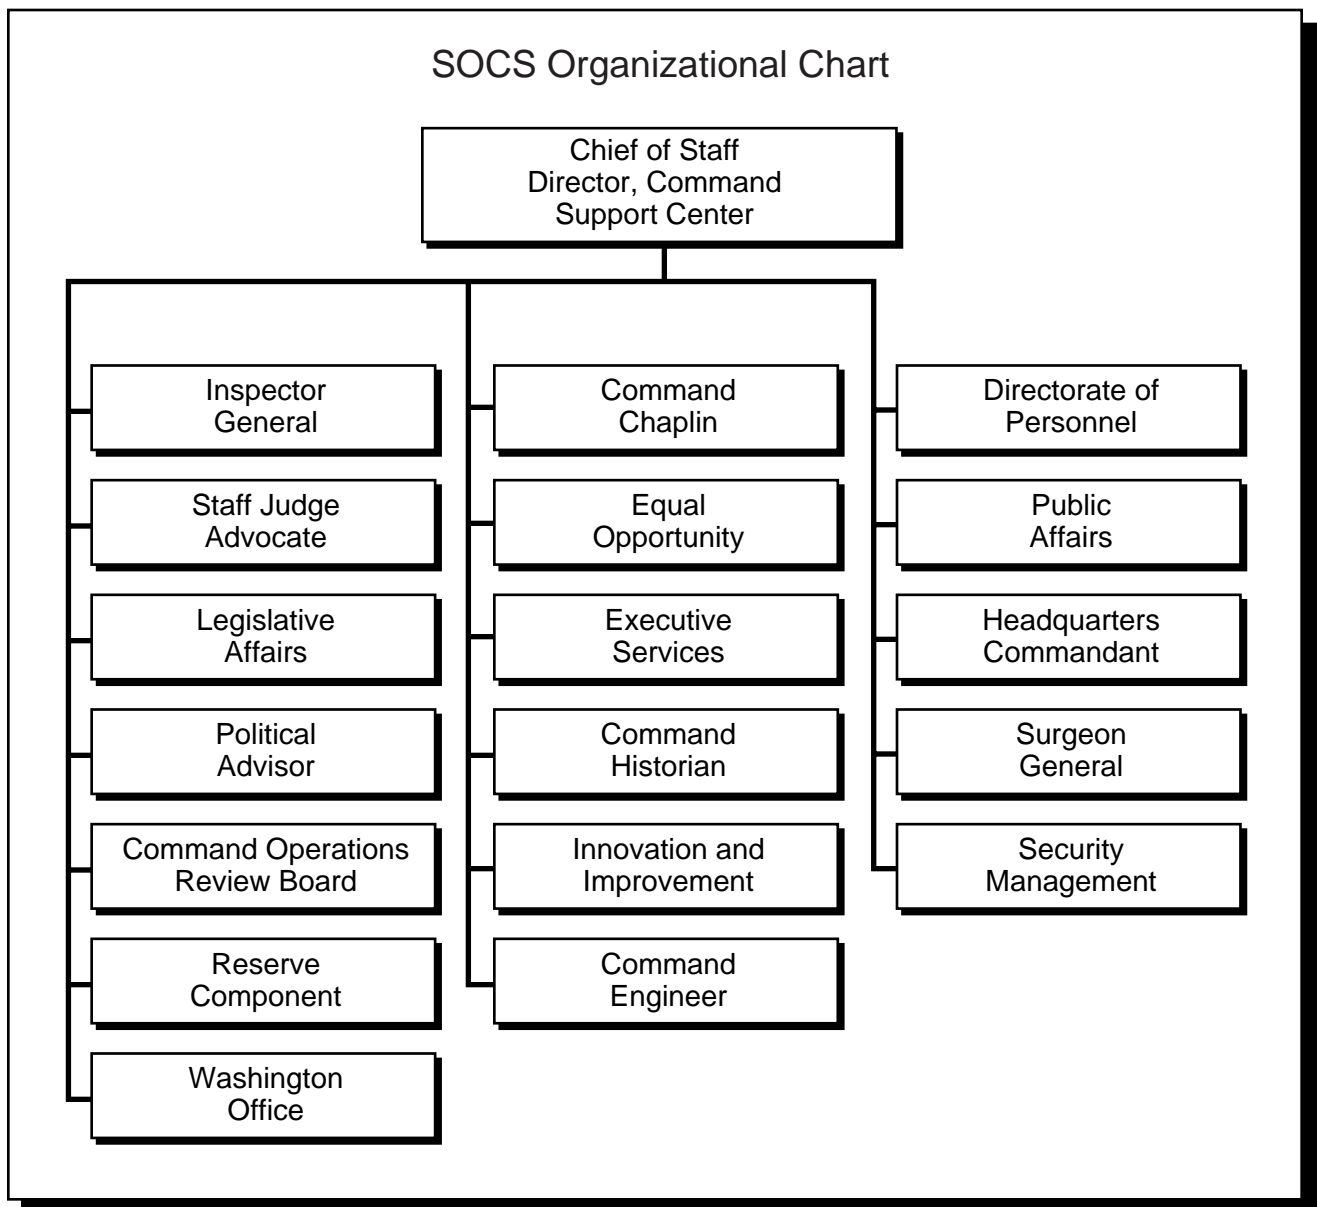 SOCS Organizational Chart
Chief of Staff
Director, Command
Support Center
Inspector
General
Staff Judge
Advocate
Legislative
Affairs
Political
Advisor
Command Operations
Review Board
Reserve
Component
Washington
Office
Command
Chaplin
Equal
Opportunity
Executive
Services
Command
Historian
Innovation and
Improvement
Command
Engineer
Directorate of
Personnel
Public
Affairs
Headquarters
Commandant
Surgeon
General
Security
Management